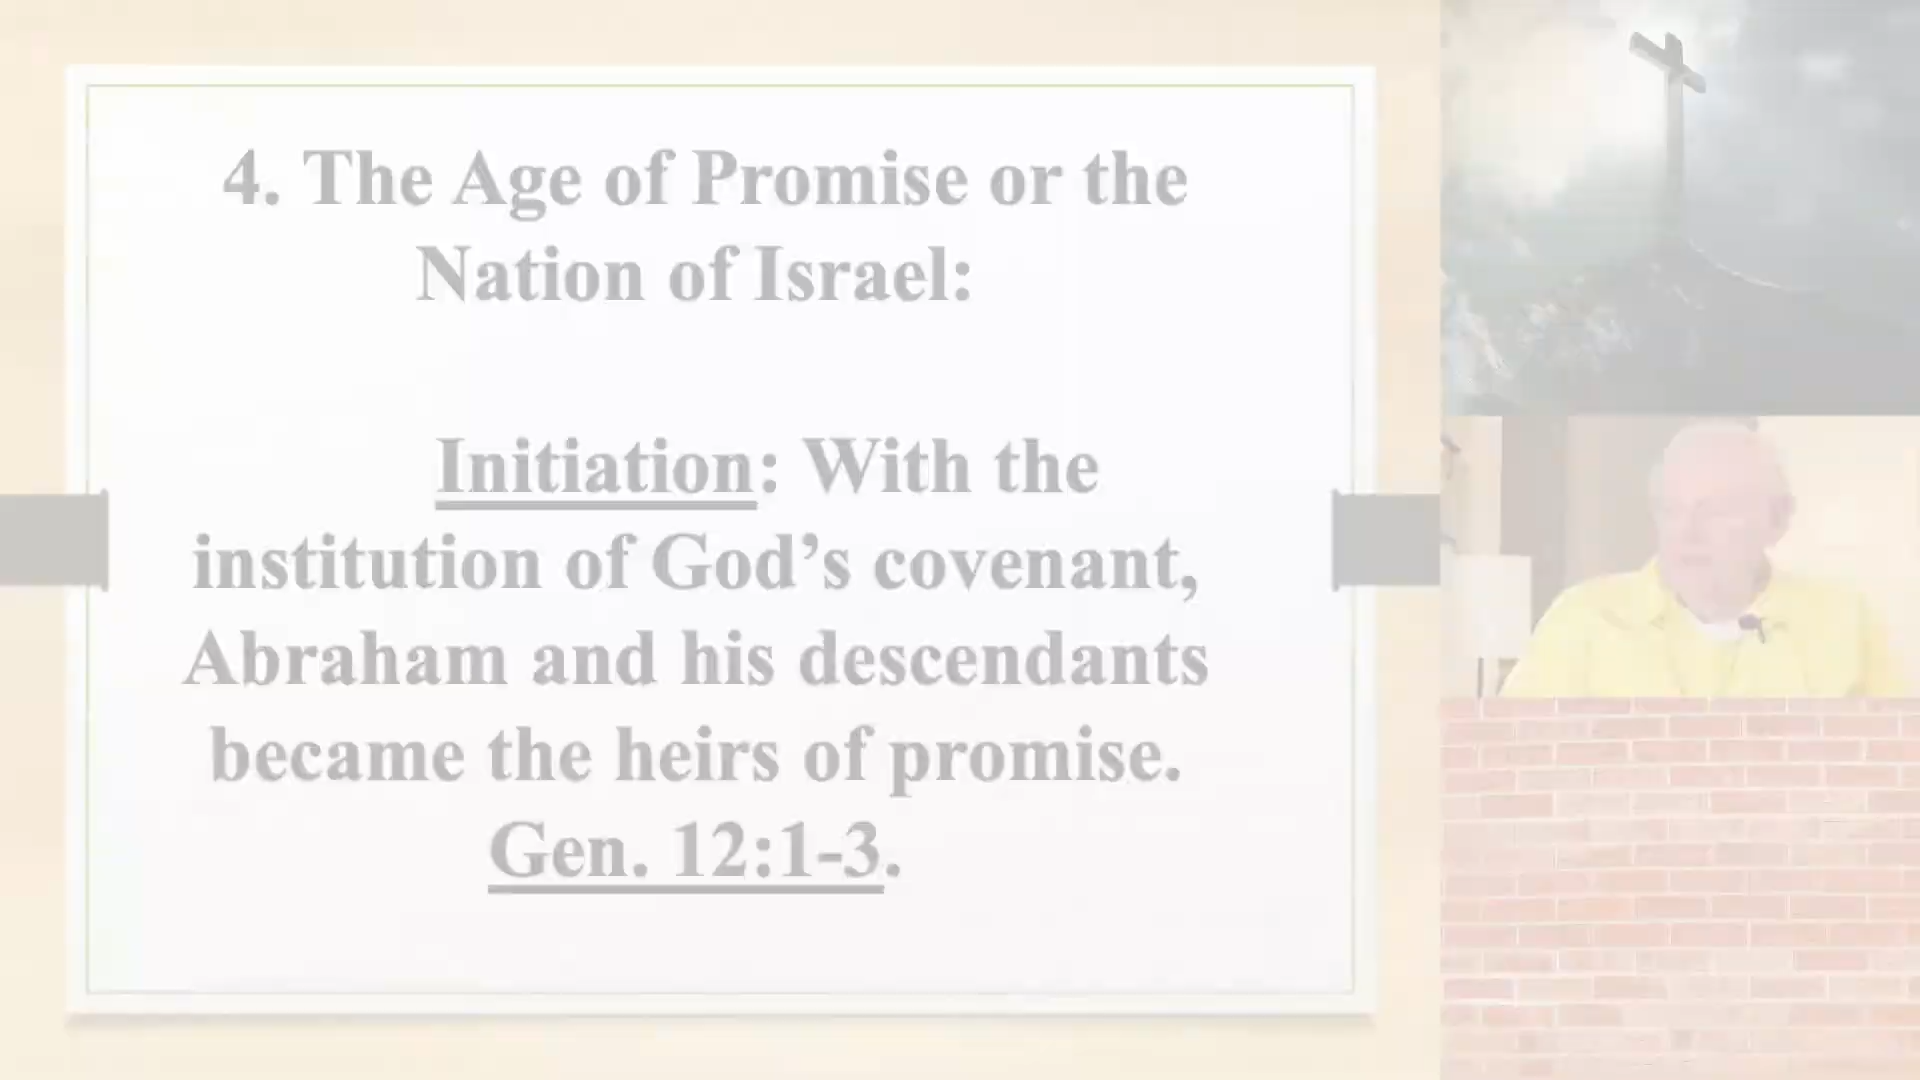 4. The Age of Promise or the
Nation of Israel:
Initiation: With the
institution of God’s covenant,
Abraham and his descendants
became the heirs of promise.
Gen. 12:1-3.